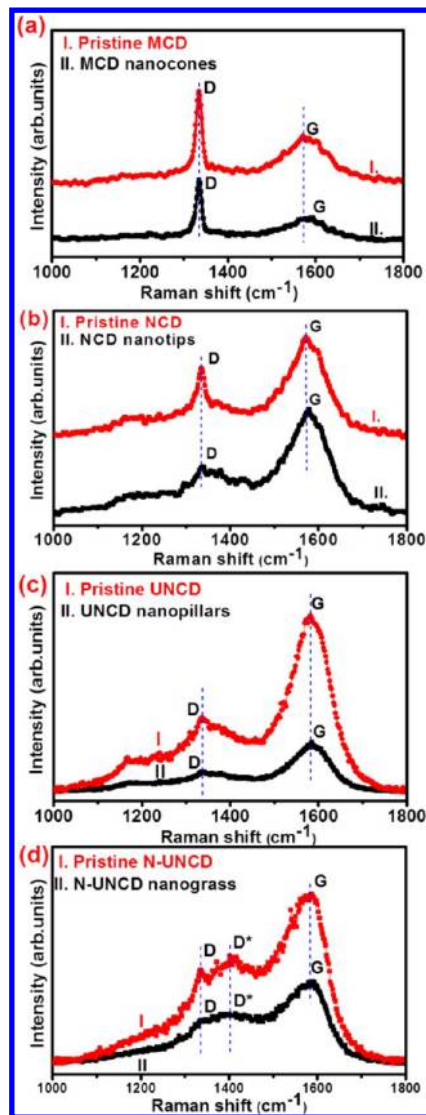 (a)
I. Pristine MCD
II. MCD nanocones
D
G
I.
D
G
II.
Intensity (arb.units)
1000 1200 1400 1600 1800
Raman shift (cm-1)
(b)
I. Pristine NCD
II. NCD nanotips
G
D
I.
G
D
II.
Intensity (arb.units)
1000 1200 1400 1600 1800
Raman shift (cm-1)
(c)
I. Pristine UNCD
II. UNCD nanopillars
G
D
I
G
II
D
Intensity (arb.units)
1000 1200 1400 1600 1800
Raman shift (cm-1)
(d)
I. Pristine N-UNCD
II. N-UNCD nanograss
G
D D*
G
I
D D*
II
Intensity (arb.units)
1000 1200 1400 1600 1800
Raman shift (cm-1)